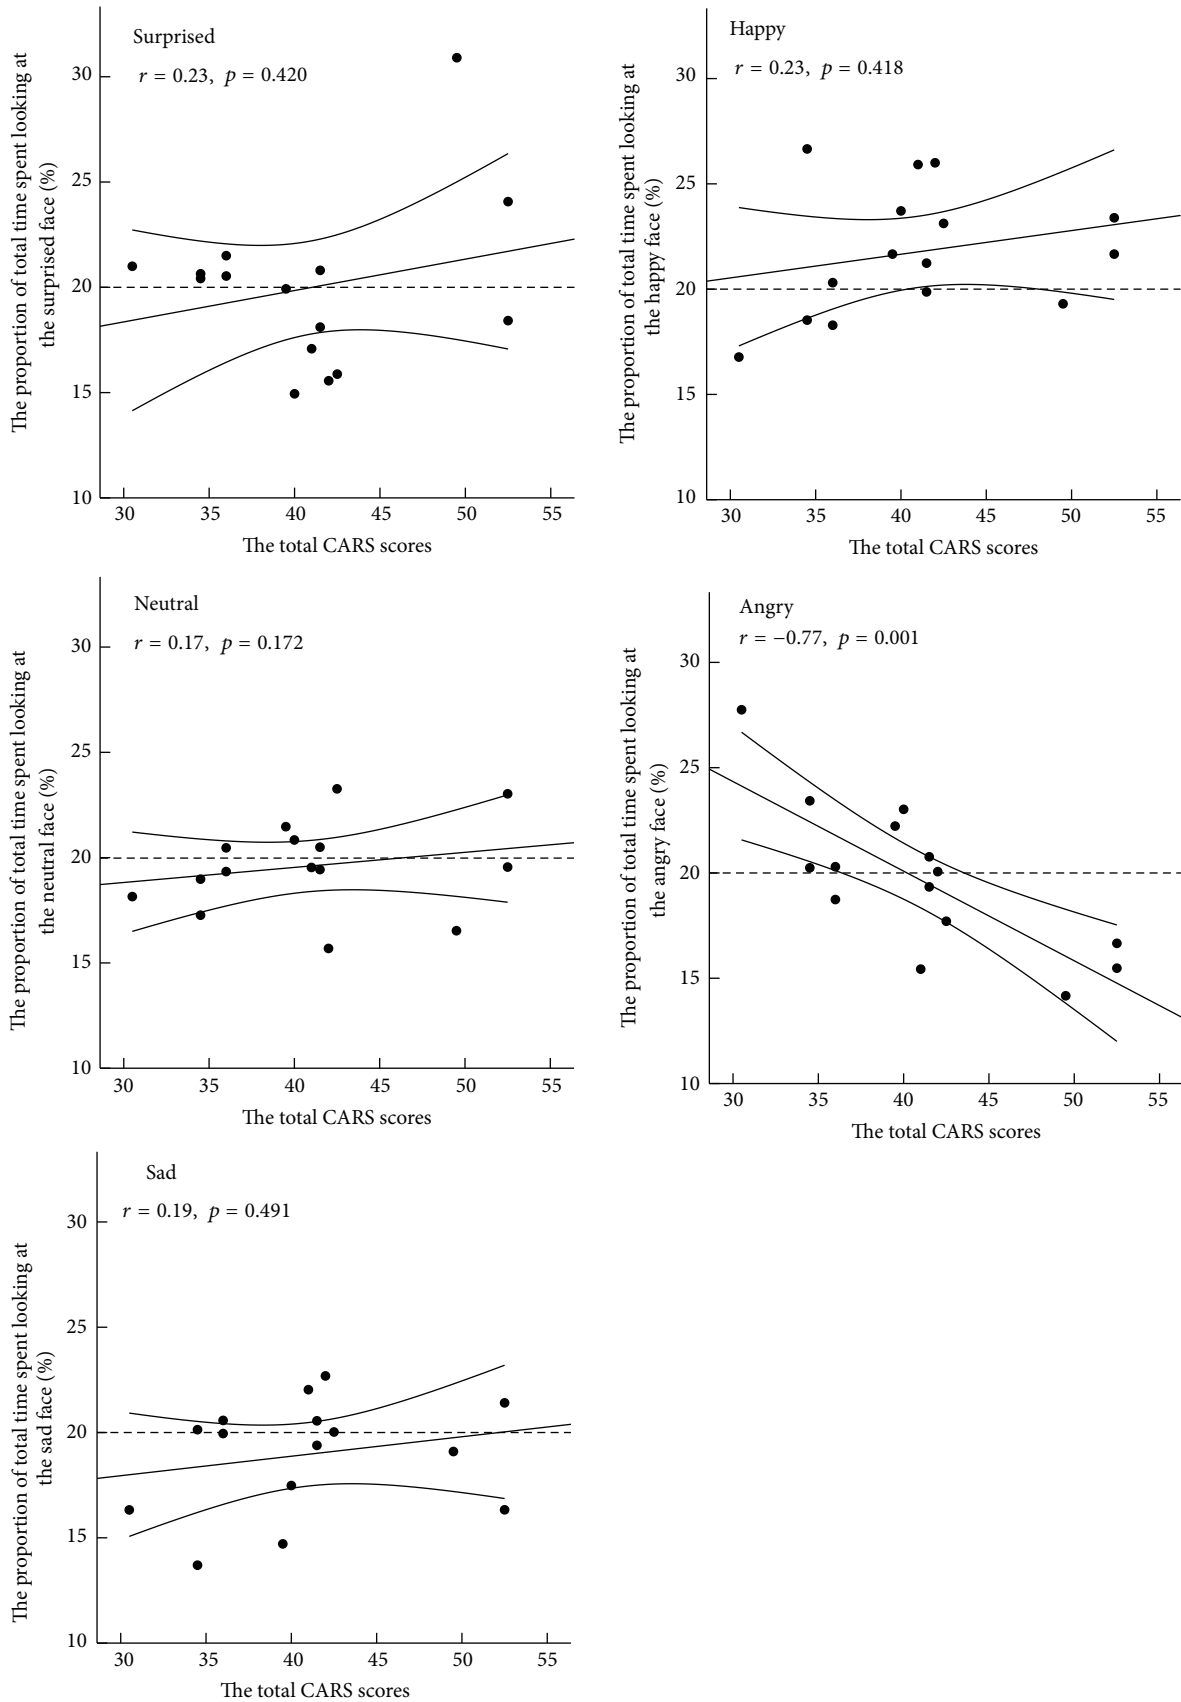 Surprised
r = 0.23, p = 0.420
The proportion of total time spent looking at
the surprised face (%)
30
25
20
15
10
30 35 40 45 50 55
The total CARS scores
Happy
r = 0.23, p = 0.418
The proportion of total time spent looking at
the happy face (%)
30
25
20
15
10
30 35 40 45 50 55
The total CARS scores
Neutral
r = 0.17, p = 0.172
The proportion of total time spent looking at
the neutral face (%)
30
25
20
15
10
30 35 40 45 50 55
The total CARS scores
Angry
r = −0.77, p = 0.001
The proportion of total time spent looking at
the angry face (%)
30
25
20
15
10
30 35 40 45 50 55
The total CARS scores
Sad
r = 0.19, p = 0.491
The proportion of total time spent looking at
the sad face (%)
30
25
20
15
10
30 35 40 45 50 55
The total CARS scores